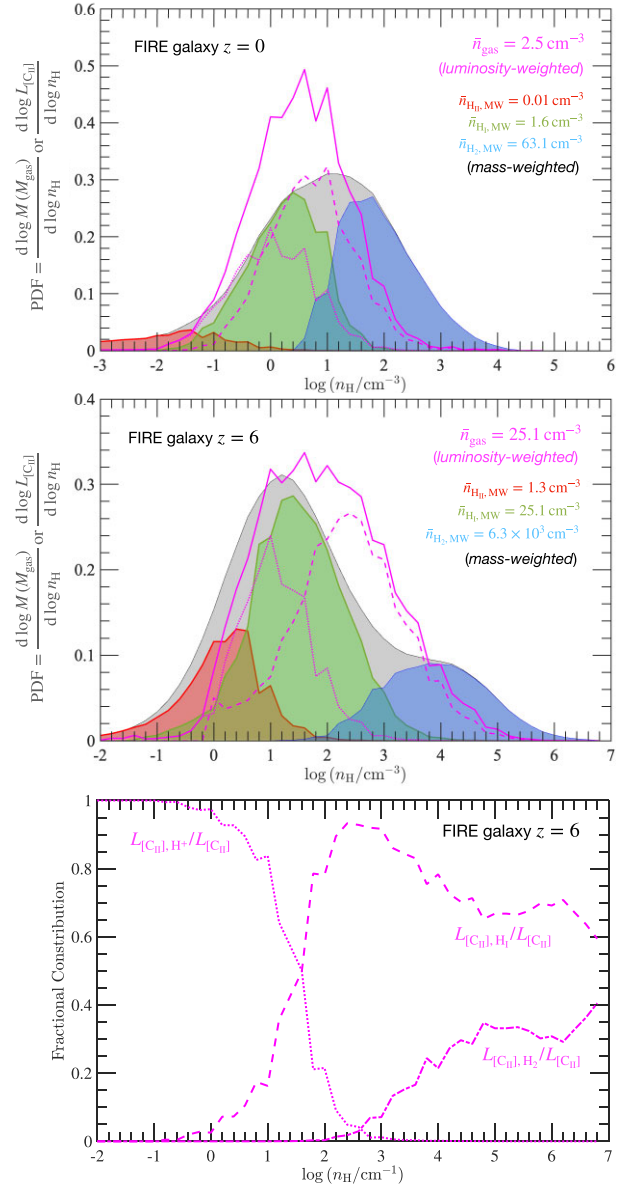 0.6
FIRE galaxy z = 0
n̄gas = 2.5 cm⁻³
(luminosity-weighted)
n̄HII, MW = 0.01 cm⁻³
n̄HI, MW = 1.6 cm⁻³
n̄H2, MW = 63.1 cm⁻³
(mass-weighted)
0.5
0.4
0.3
0.2
0.1
0
PDF = d log M (Mgas) / d log nH or d log L[CII] / d log nH
-3 -2 -1 0 1 2 3 4 5 6
log (nH/cm⁻³)
0.4
FIRE galaxy z = 6
n̄gas = 25.1 cm⁻³
(luminosity-weighted)
n̄HII, MW = 1.3 cm⁻³
n̄HI, MW = 25.1 cm⁻³
n̄H2, MW = 6.3 × 10³ cm⁻³
(mass-weighted)
0.3
0.2
0.1
0
PDF = d log M (Mgas) / d log nH or d log L[CII] / d log nH
-2 -1 0 1 2 3 4 5 6 7
log (nH/cm⁻³)
1
FIRE galaxy z = 6
L[CII], H⁺/L[CII]
0.8
0.6
L[CII], HI/L[CII]
0.4
L[CII], H2/L[CII]
0.2
0
Fractional Constribution
-2 -1 0 1 2 3 4 5 6 7
log (nH/cm⁻¹)